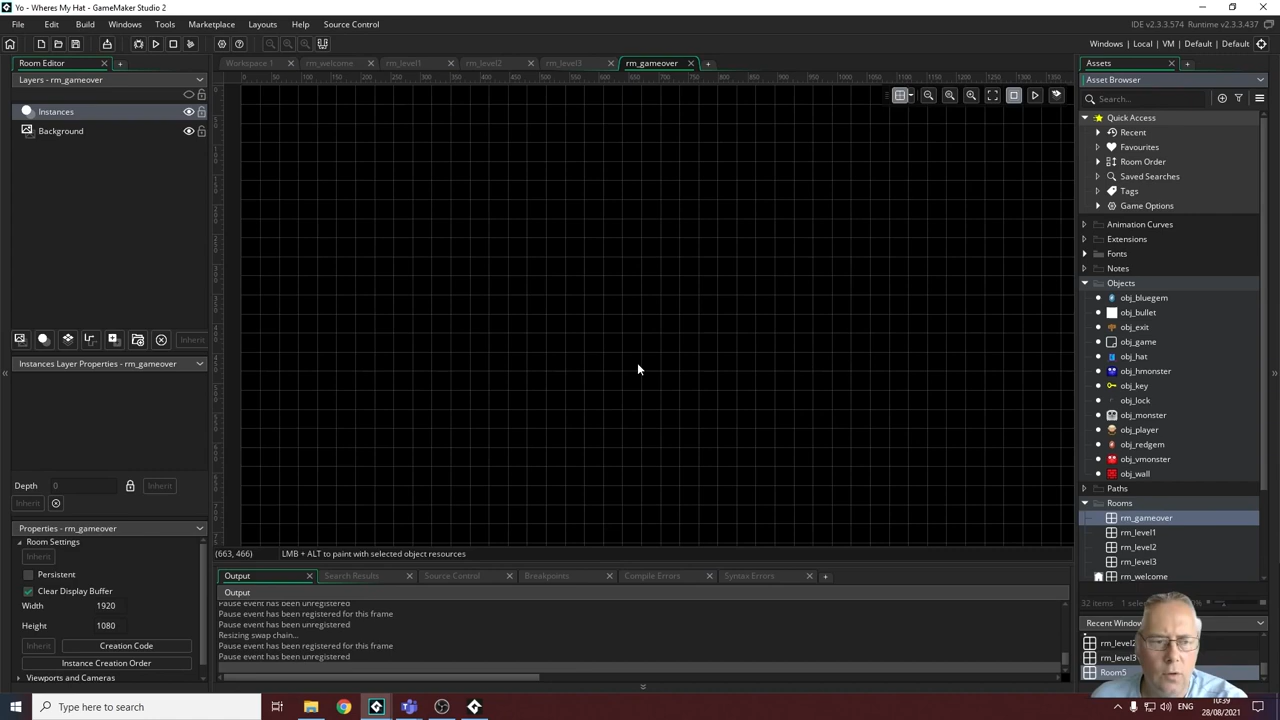 Yo - Wheres My Hat - GameMaker Studio 2
File Edit Build Windows Tools Marketplace Layouts Help Source Control
IDE v2.3.3.574 Runtime v2.3.3.437
Windows | Local | VM | Default | Default
Room Editor
Workspace 1 rm_welcome rm_level1 rm_level2 rm_level3 rm_gameover
Assets
Layers - rm_gameover
Asset Browser
Search...
Instances
Background
Quick Access
Recent
Favourites
Room Order
Saved Searches
Tags
Game Options
Animation Curves
Extensions
Fonts
Notes
Objects
obj_bluegem
obj_bullet
obj_exit
obj_game
obj_hat
obj_hmonster
obj_key
obj_lock
obj_monster
obj_player
obj_redgem
obj_vmonster
obj_wall
Paths
Rooms
rm_gameover
rm_level1
rm_level2
rm_level3
rm_welcome
Inherit
Instances Layer Properties - rm_gameover
Depth 0 Inherit
Inherit
Properties - rm_gameover
Room Settings
Inherit
Persistent
Clear Display Buffer
Width 1920
Height 1080
Inherit Creation Code
Instance Creation Order
Viewports and Cameras
(663, 466) LMB + ALT to paint with selected object resources
Output Search Results Source Control Breakpoints Compile Errors Syntax Errors
Output
Pause event has been unregistered
Pause event has been registered for this frame
Pause event has been unregistered
Resizing swap chain...
Pause event has been registered for this frame
Pause event has been unregistered
32 items
Recent Window
rm_level2
rm_level3
Room5
Type here to search
ENG
10:39
28/08/2021